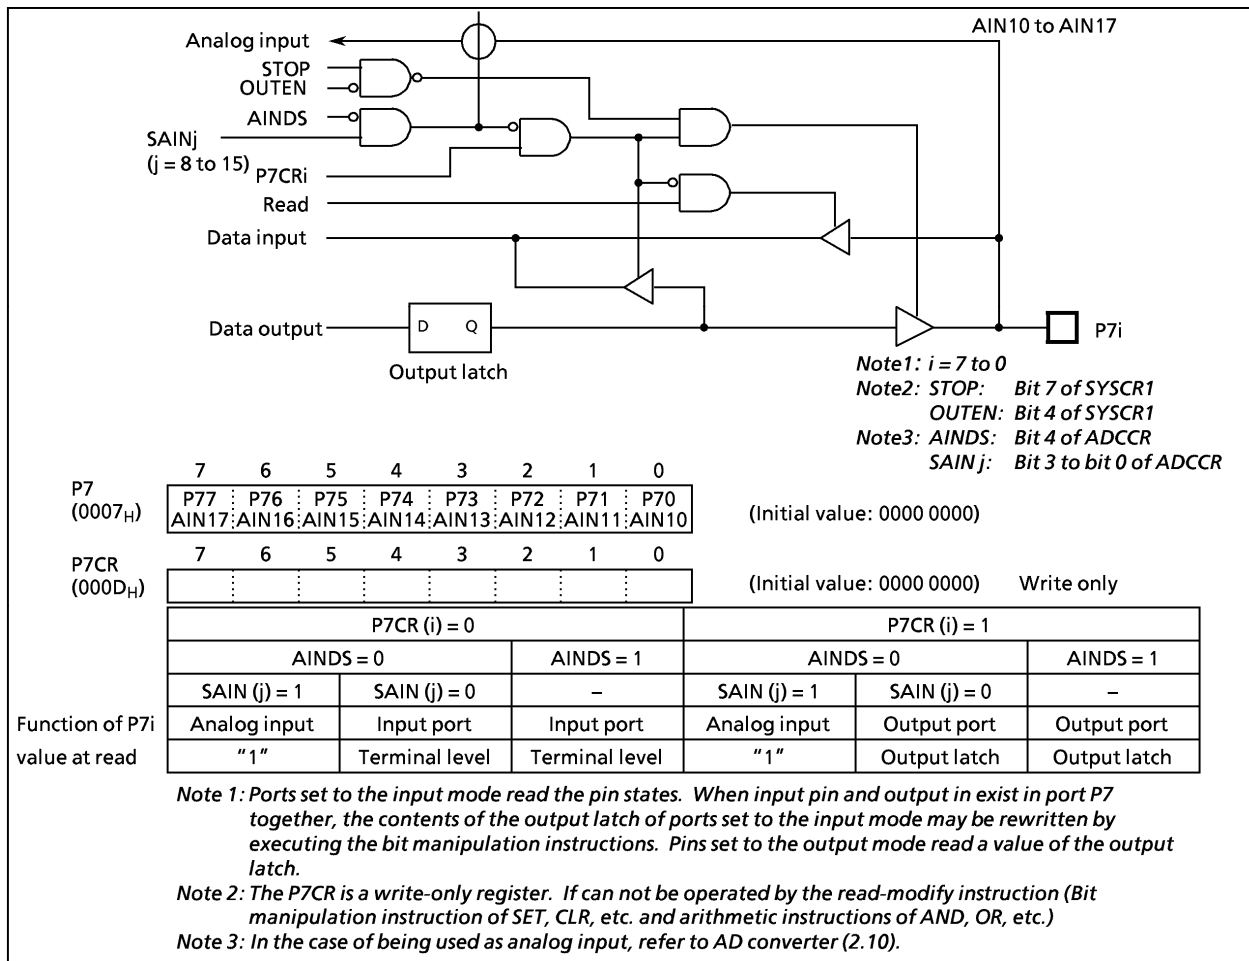 AIN10 to AIN17
Analog input
STOP
OUTEN
AINDS
SAINj
(j = 8 to 15)
P7CRi
Read
Data input
Data output
D Q
P7i
Output latch
Note1: i = 7 to 0
Note2: STOP: Bit 7 of SYSCR1
OUTEN: Bit 4 of SYSCR1
Note3: AINDS: Bit 4 of ADCCR
SAIN j: Bit 3 to bit 0 of ADCCR
7 6 5 4 3 2 1 0
P7
(0007H)
P77 P76 P75 P74 P73 P72 P71 P70
AIN17 AIN16 AIN15 AIN14 AIN13 AIN12 AIN11 AIN10
(Initial value: 0000 0000)
7 6 5 4 3 2 1 0
P7CR
(000DH)
(Initial value: 0000 0000) Write only
P7CR (i) = 0 P7CR (i) = 1
AINDS = 0 AINDS = 1 AINDS = 0 AINDS = 1
SAIN (j) = 1 SAIN (j) = 0 – SAIN (j) = 1 SAIN (j) = 0 –
Function of P7i Analog input Input port Input port Analog input Output port Output port
value at read "1" Terminal level Terminal level "1" Output latch Output latch
Note 1: Ports set to the input mode read the pin states. When input pin and output in exist in port P7
together, the contents of the output latch of ports set to the input mode may be rewritten by
executing the bit manipulation instructions. Pins set to the output mode read a value of the output
latch.
Note 2: The P7CR is a write-only register. If can not be operated by the read-modify instruction (Bit
manipulation instruction of SET, CLR, etc. and arithmetic instructions of AND, OR, etc.)
Note 3: In the case of being used as analog input, refer to AD converter (2.10).